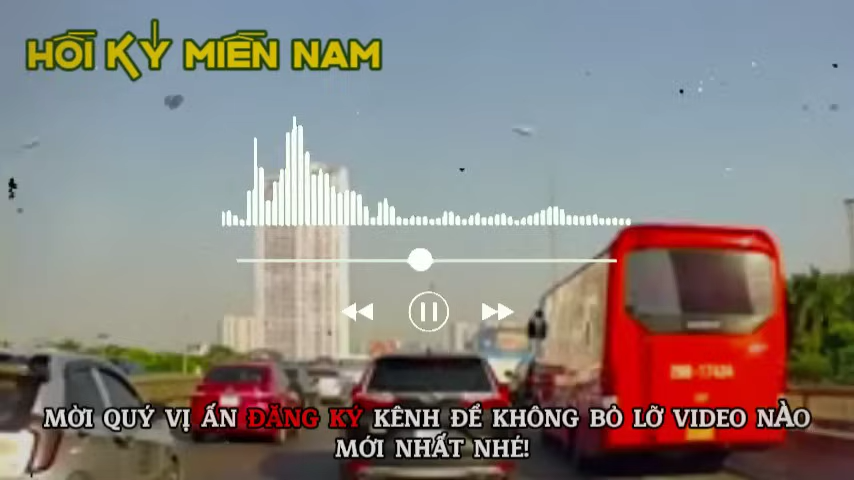 HỒI KÝ MIỀN NAM
MỜI QUÝ VỊ ẤN ĐĂNG KÝ KÊNH ĐỂ KHÔNG BỎ LỠ VIDEO NÀO
MỚI NHẤT NHÉ!